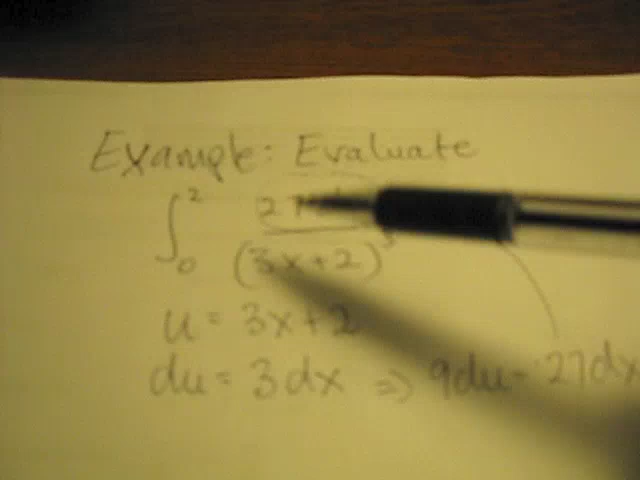 Example: Evaluate
∫₀²
27
(3x+2)
u = 3x+2
du = 3dx ⇒ 9du = 27dx